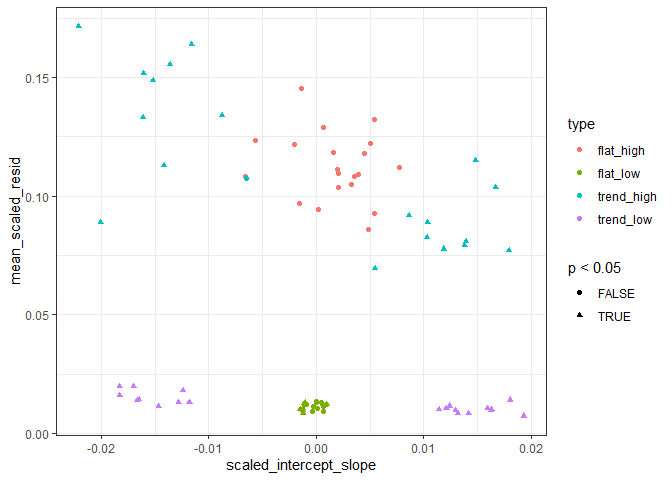 0.15
0.10
0.05
0.00
mean_scaled_resid
-0.02
-0.01
0.00
0.01
0.02
scaled_intercept_slope
type
flat_high
flat_low
trend_high
trend_low
p < 0.05
FALSE
TRUE